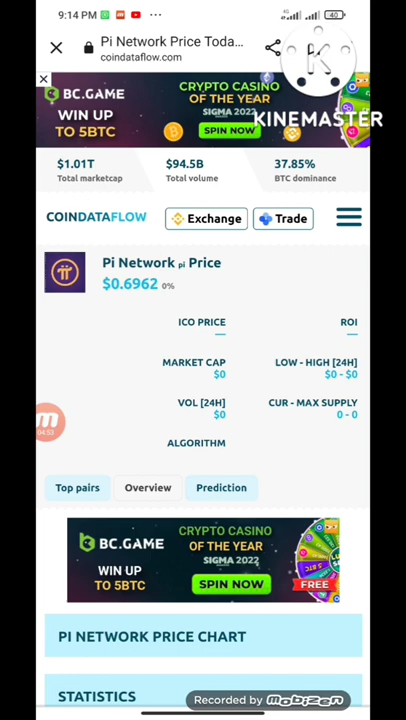 9:14 PM
4G
40
Pi Network Price Toda...
coindataflow.com
K
KINEMASTER
BC.GAME
WIN UP
TO 5BTC
CRYPTO CASINO
OF THE YEAR
SIGMA 2022
SPIN NOW
$1.01T
Total marketcap
$94.5B
Total volume
37.85%
BTC dominance
COINDATAFLOW
Exchange
Trade
Pi Network pi Price
$0.6962 0%
ICO PRICE
—
ROI
—
MARKET CAP
$0
LOW - HIGH [24H]
$0 - $0
VOL [24H]
$0
CUR - MAX SUPPLY
0 - 0
04:53
ALGORITHM
Top pairs
Overview
Prediction
BC.GAME
WIN UP
TO 5BTC
CRYPTO CASINO
OF THE YEAR
SIGMA 2022
SPIN NOW
FREE
PI NETWORK PRICE CHART
STATISTICS
Recorded by mobizen